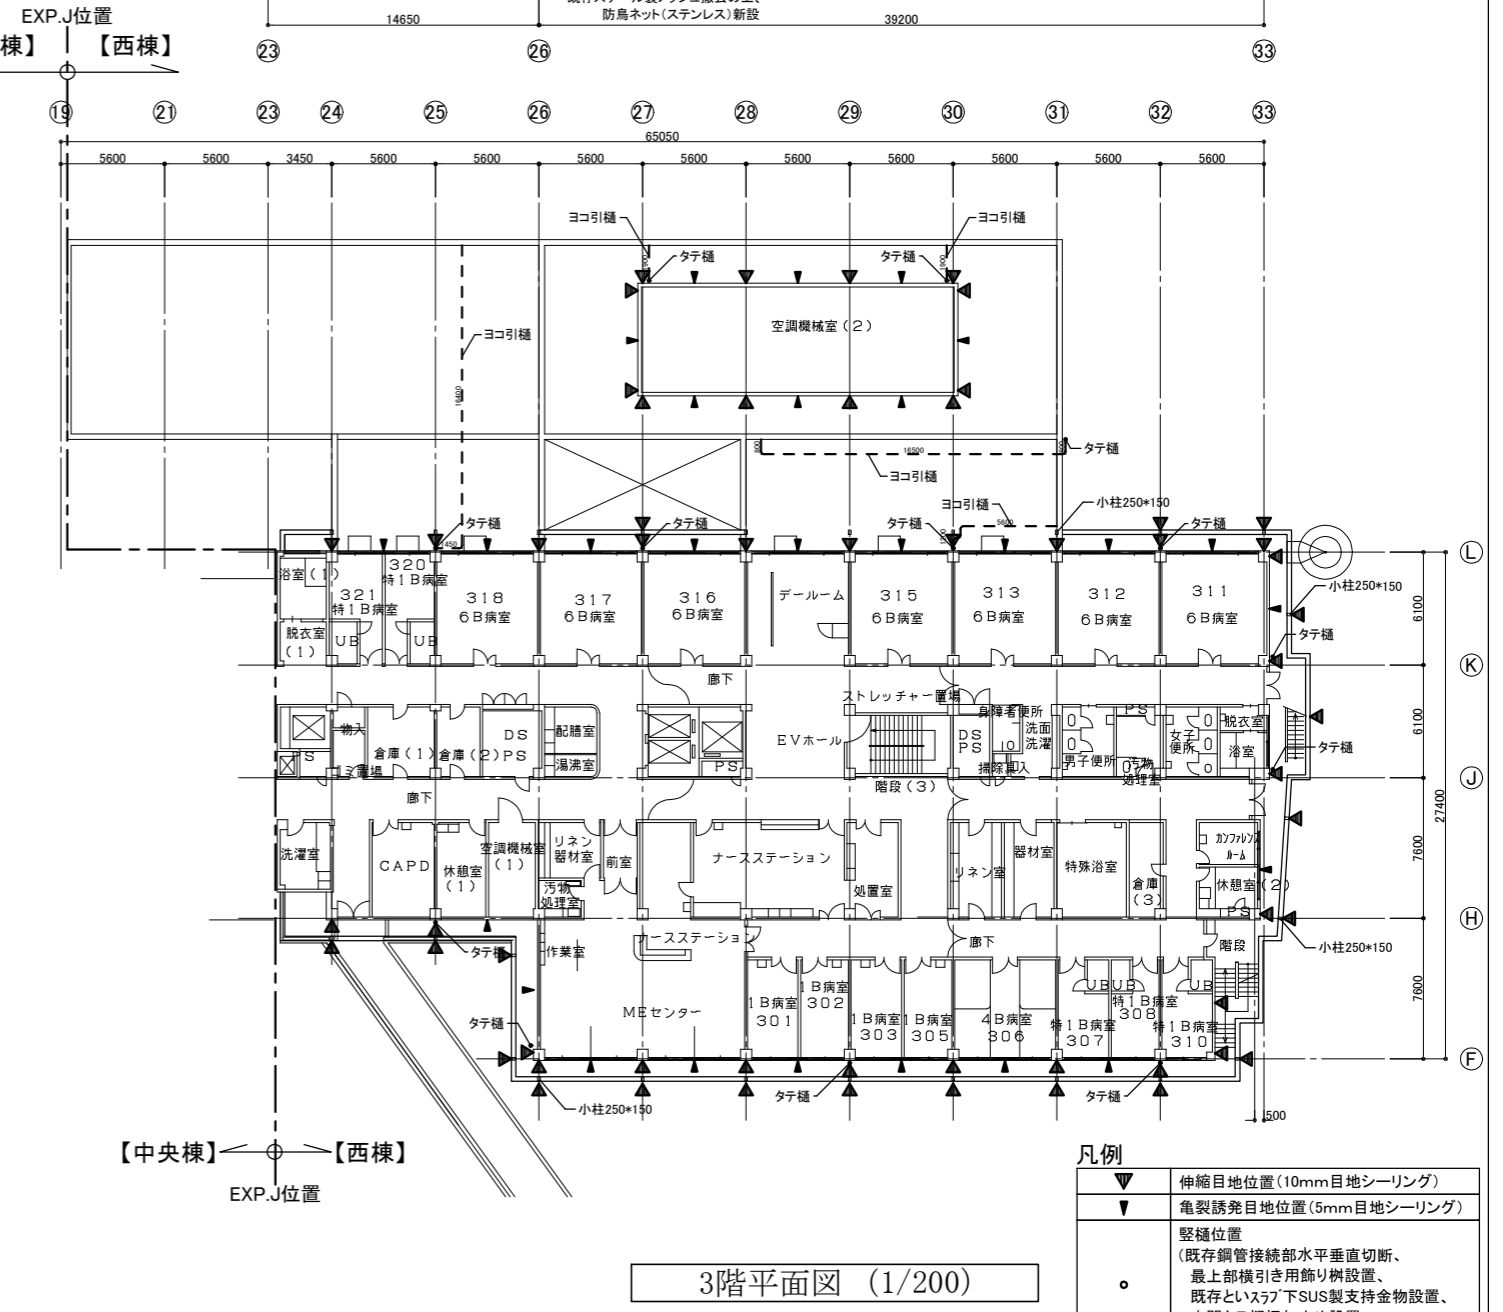 EXP.J位置
棟】
【西棟】
14650
防鳥ネット(ステンレス)新設
39200
23
26
33
19
21
23
24
25
26
27
28
29
30
31
32
33
65050
5600
5600
3450
5600
5600
5600
5600
5600
5600
5600
5600
5600
ヨコ引樋
ヨコ引樋
タテ樋
タテ樋
1900
1900
空調機械室(2)
ヨコ引樋
16400
800
16500
800
タテ樋
ヨコ引樋
ヨコ引樋
小柱250*150
タテ樋
タテ樋
タテ樋
5600
タテ樋
1450
L
浴室(1)
320
特1B病室
321
特1B病室
318
6B病室
317
6B病室
316
6B病室
デールーム
315
6B病室
313
6B病室
312
6B病室
311
6B病室
小柱250*150
6100
脱衣室
(1)
UB
UB
タテ樋
K
廊下
ストレッチャー置場
物入
倉庫(1)
倉庫(2)
DS
PS
配膳室
湯沸室
PS
PS
EVホール
DS
PS
身障者便所
洗面
洗濯
掃除具入
PS
男子便所
汚物
処理室
女子
便所
脱衣室
浴室
6100
タテ樋
ゴミ置場
J
廊下
階段(3)
27400
洗濯室
CAPD
休憩室
(1)
空調機械室
(1)
リネン
器材室
前室
汚物
処理室
ナースステーション
処置室
リネン室
器材室
特殊浴室
倉庫
(3)
カンファレンス
ルーム
休憩室(2)
PS
7600
H
タテ樋
作業室
ナースステーション
廊下
階段
小柱250*150
MEセンター
1B病室
301
1B病室
302
1B病室
303
1B病室
305
4B病室
306
UB
UB
UB
特1B病室
307
特1B病室
308
特1B病室
310
7600
タテ樋
F
小柱250*150
タテ樋
タテ樋
1500
【中央棟】
【西棟】
EXP.J位置
凡例
伸縮目地位置(10mm目地シーリング)
亀裂誘発目地位置(5mm目地シーリング)
竪樋位置
(既存鋼管接続部水平垂直切断、
最上部横引き用飾り桝設置、
既存といスラブ下SUS製支持金物設置、
3階平面図 (1/200)